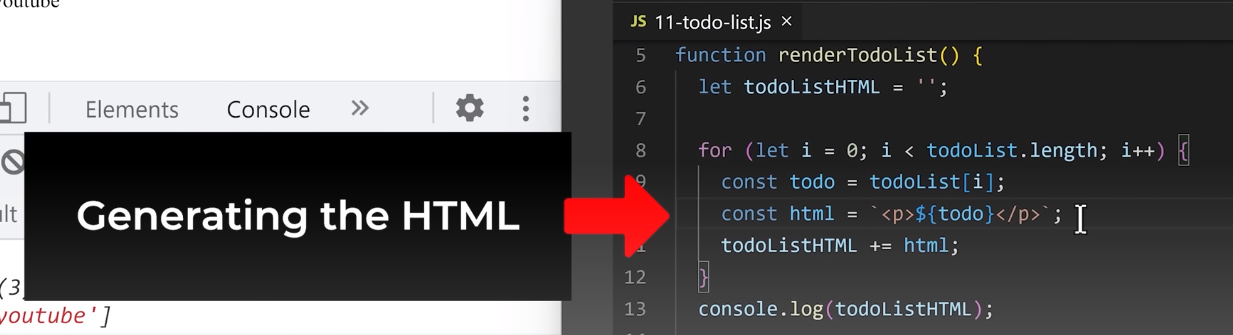 youtube
Elements Console
Generating the HTML
(3
youtube']
JS 11-todo-list.js ×
5 function renderTodoList() {
6 let todoListHTML = '';
7
8 for (let i = 0; i < todoList.length; i++) {
9 const todo = todoList[i];
const html = `<p>${todo}</p>`;
todoListHTML += html;
12 }
13 console.log(todoListHTML);